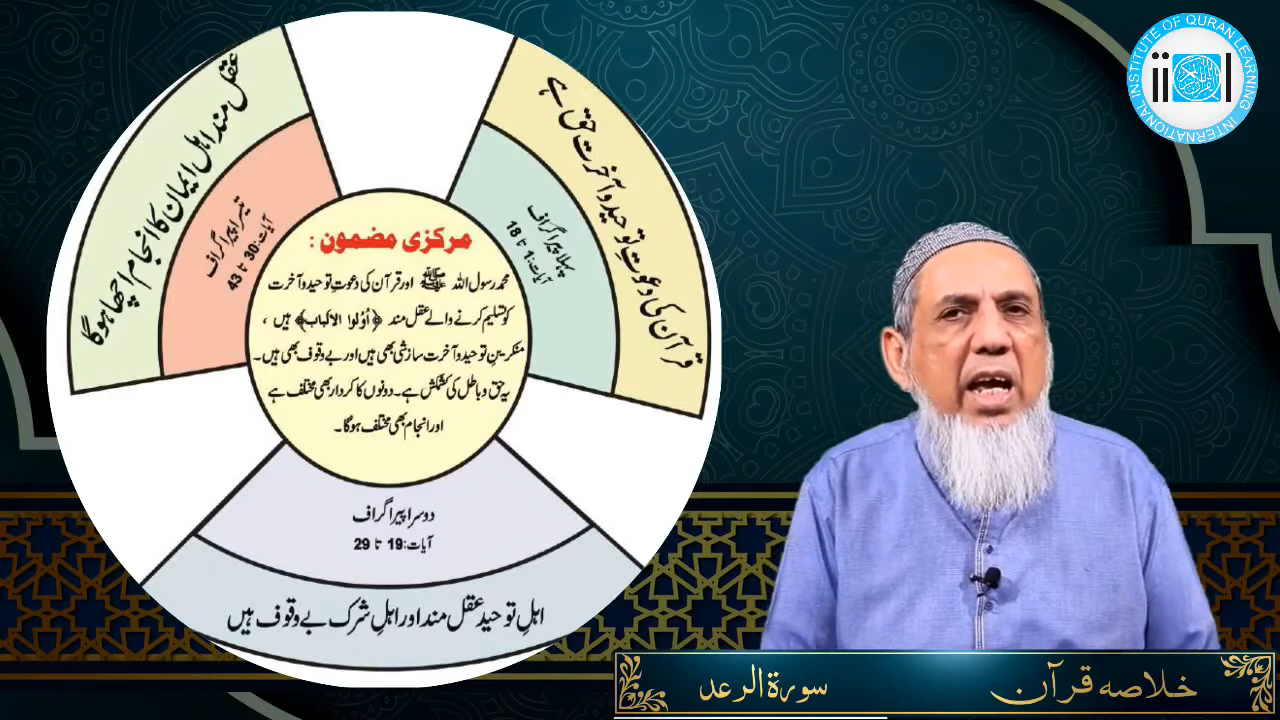 INTERNATIONAL INSTITUTE OF QURAN LEARNING
iiQl
قرآن کی دعوتِ توحید و آخرت حق ہے
پہلا پیراگراف
آیات:1 تا 18
عقل مند اہلِ ایمان کا انجام اچھا ہوگا
تیسرا پیراگراف
آیات:30 تا 43
مرکزی مضمون :
محمد رسول اللہ ﷺ اور قرآن کی دعوتِ توحید و آخرت
کو تسلیم کرنے والے عقل مند ﴿اُولُوا الاَلباب﴾ ہیں ،
منکرینِ توحید و آخرت سازشی بھی ہیں اور بے وقوف بھی ہیں۔
یہ حق و باطل کی کشمکش ہے۔ دونوں کا کردار بھی مختلف ہے
اور انجام بھی مختلف ہوگا۔
دوسرا پیراگراف
آیات:19 تا 29
اہلِ توحید عقل مند اور اہلِ شرک بے وقوف ہیں
خلاصہ قرآن
سورۃ الرعد